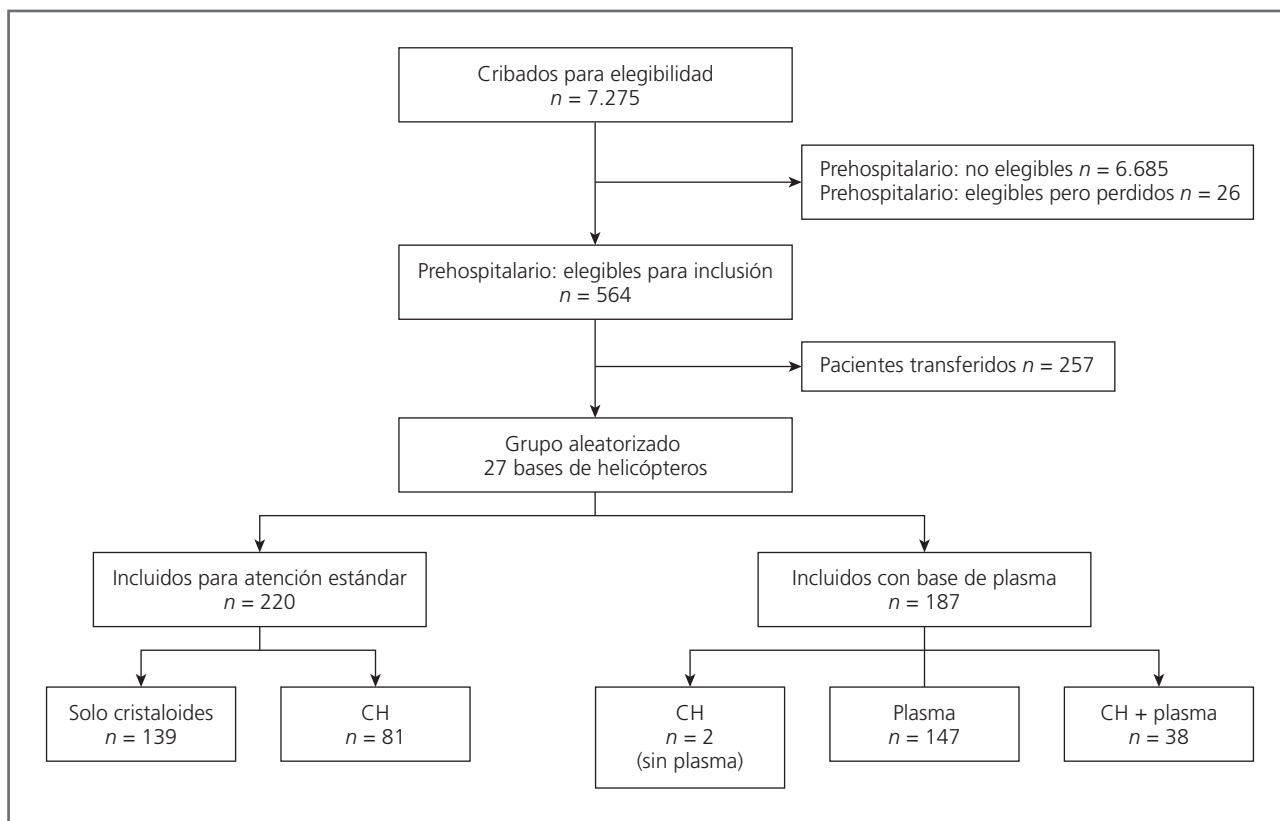 Cribados para elegibilidad
n = 7.275
Prehospitalario: no elegibles n = 6.685
Prehospitalario: elegibles pero perdidos n = 26
Prehospitalario: elegibles para inclusión
n = 564
Pacientes transferidos n = 257
Grupo aleatorizado
27 bases de helicópteros
Incluidos para atención estándar
n = 220
Incluidos con base de plasma
n = 187
Solo cristaloides
n = 139
CH
n = 81
CH
n = 2
(sin plasma)
Plasma
n = 147
CH + plasma
n = 38